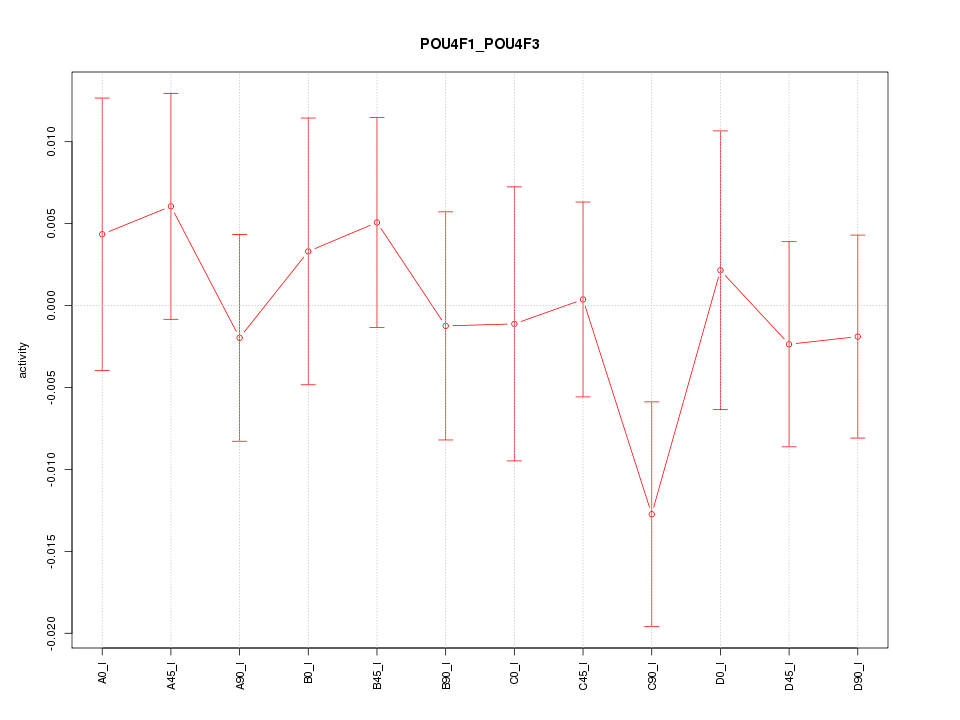 POU4F1_POU4F3
activity
0.010
0.005
0.000
-0.005
-0.010
-0.015
-0.020
A0_I
A45_I
A90_I
B0_I
B45_I
B90_I
C0_I
C45_I
C90_I
D0_I
D45_I
D90_I